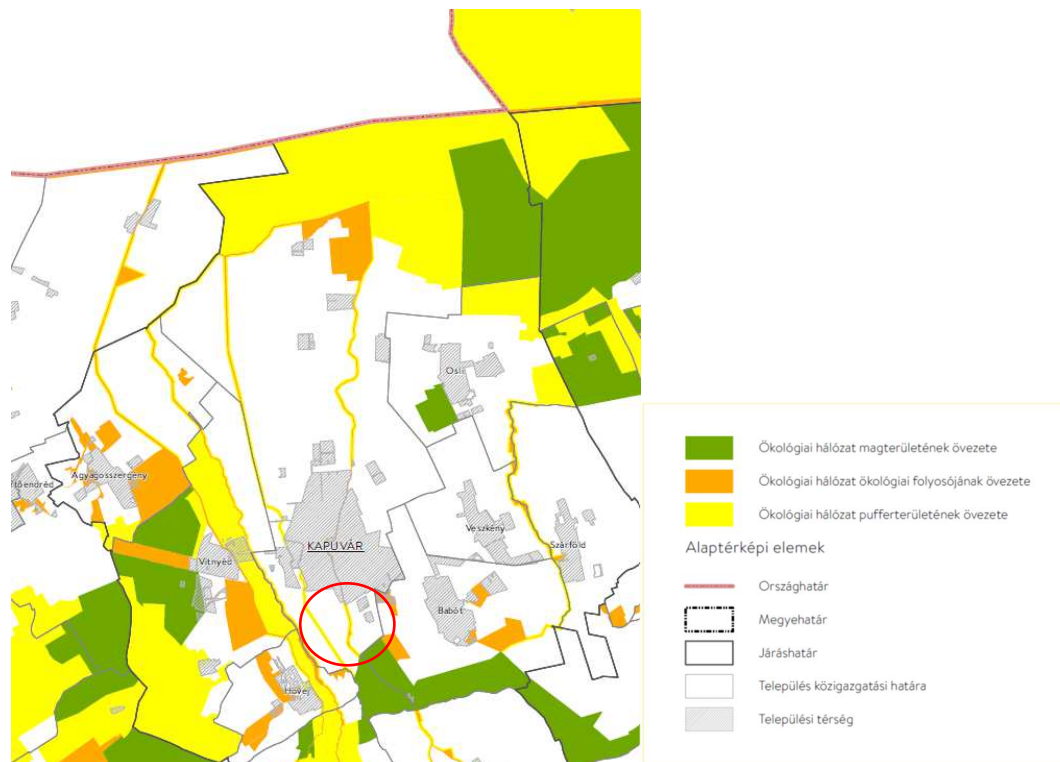 Osli
Agyagosszergény
Vitnyéd
KAPUVÁR
Veszkény
Szárföld
Babót
Hövej
Ökológiai hálózat magterületének övezete
Ökológiai hálózat ökológiai folyosójának övezete
Ökológiai hálózat pufferterületének övezete
Alaptérképi elemek
Országhatár
Megyehatár
Járáshatár
Település közigazgatási határa
Települési térség